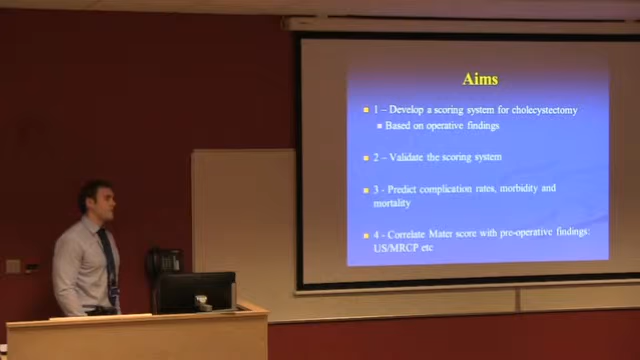 Aims
1 – Develop a scoring system for cholecystectomy
Based on operative findings
2 – Validate the scoring system
3 - Predict complication rates, morbidity and
mortality
4 - Correlate Mater score with pre-operative findings:
US/MRCP etc